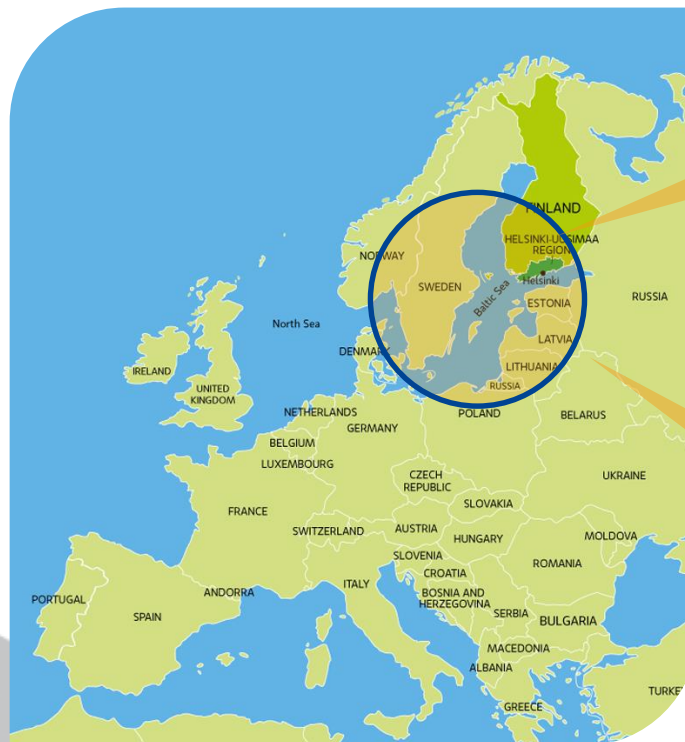 FINLAND
HELSINKI-UUSIMAA
REGION
Helsinki
NORWAY
SWEDEN
Baltic Sea
ESTONIA
RUSSIA
LATVIA
LITHUANIA
RUSSIA
North Sea
DENMARK
IRELAND
UNITED
KINGDOM
NETHERLANDS
POLAND
BELARUS
GERMANY
BELGIUM
LUXEMBOURG
CZECH
REPUBLIC
UKRAINE
SLOVAKIA
FRANCE
SWITZERLAND
AUSTRIA
HUNGARY
MOLDOVA
SLOVENIA
ROMANIA
CROATIA
ITALY
ANDORRA
BOSNIA AND
HERZEGOVINA
PORTUGAL
SPAIN
SERBIA
BULGARIA
MACEDONIA
ALBANIA
TURKE
GREECE